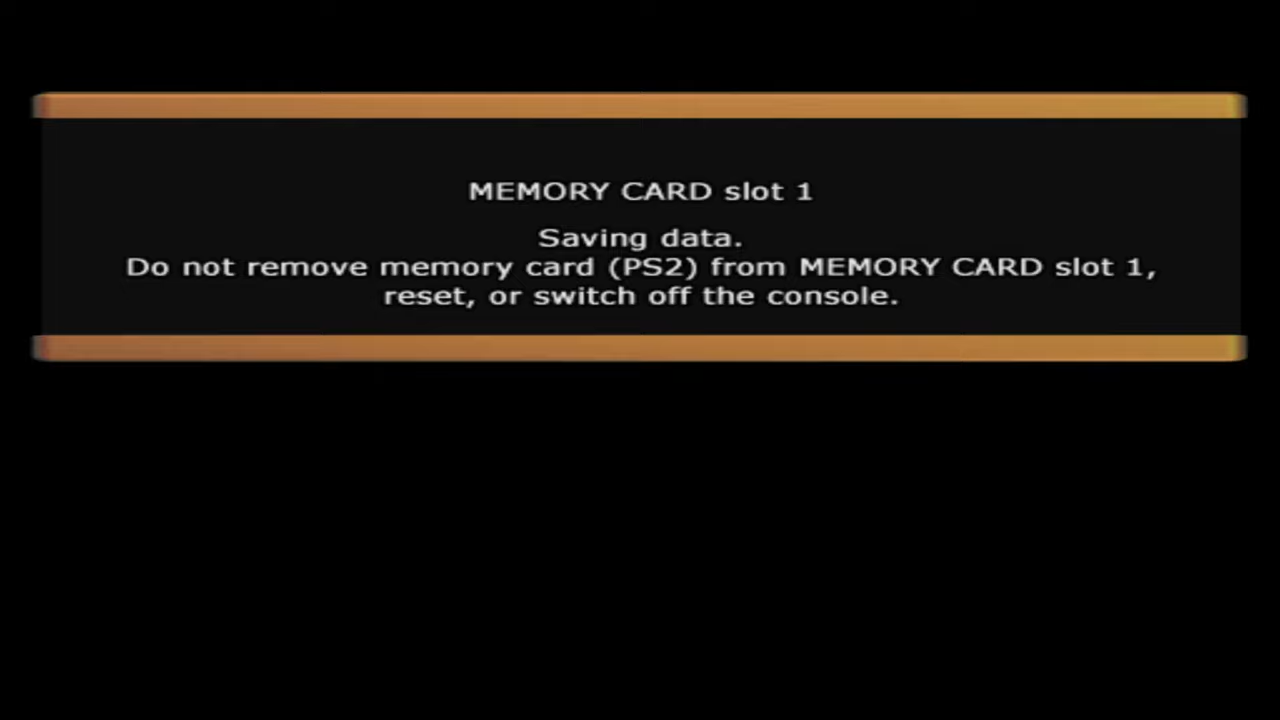 MEMORY CARD slot 1
Saving data.
Do not remove memory card (PS2) from MEMORY CARD slot 1,
reset, or switch off the console.